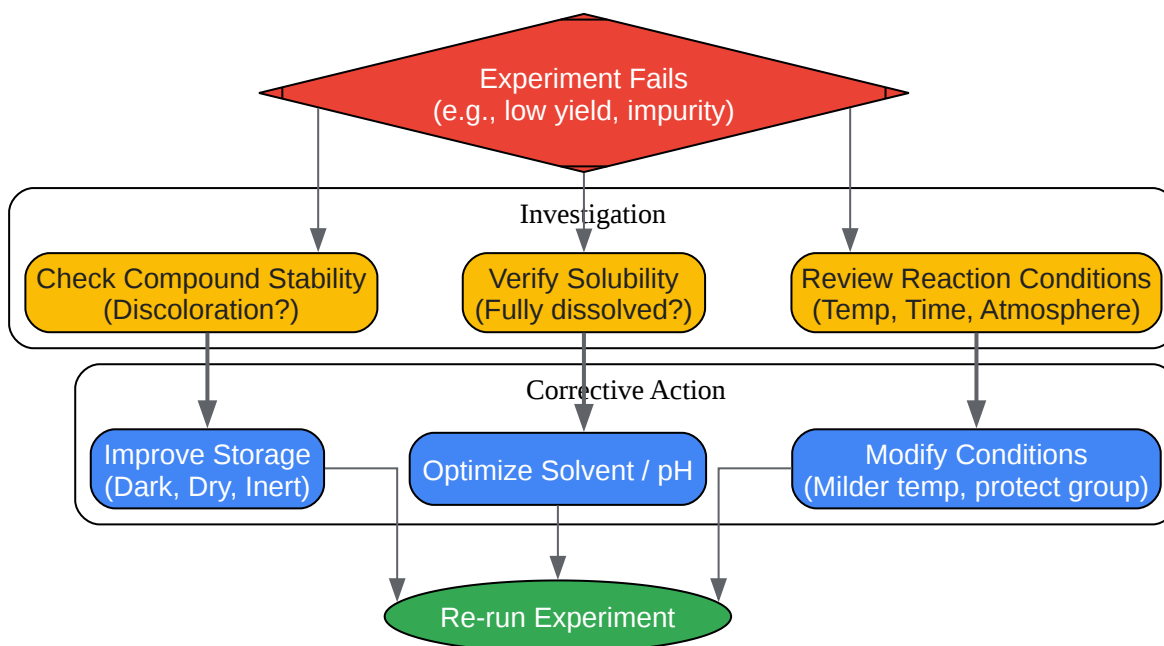 Experiment Fails
(e.g., low yield, impurity)
Investigation
Check Compound Stability
(Discoloration?)
Verify Solubility
(Fully dissolved?)
Review Reaction Conditions
(Temp, Time, Atmosphere)
Corrective Action
Improve Storage
(Dark, Dry, Inert)
Optimize Solvent / pH
Modify Conditions
(Milder temp, protect group)
Re-run Experiment